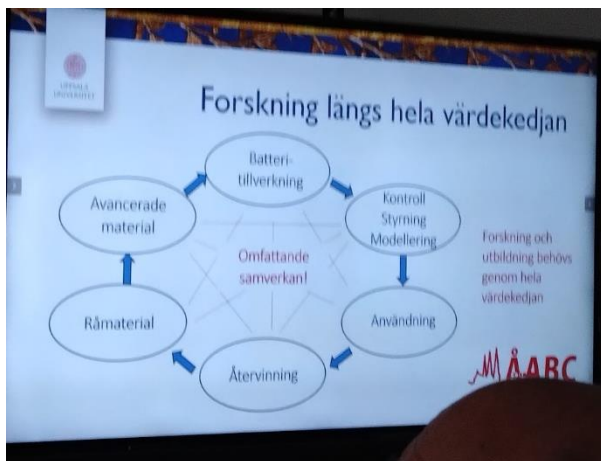 UPPSALA
UNIVERSITET
Forskning längs hela värdekedjan
Batteri-
tillverkning
Avancerade
material
Kontroll
Styrning
Modellering
Omfattande
samverkan!
Forskning och
utbildning behövs
genom hela
värdekedjan
Råmaterial
Användning
Återvinning
ÅABC